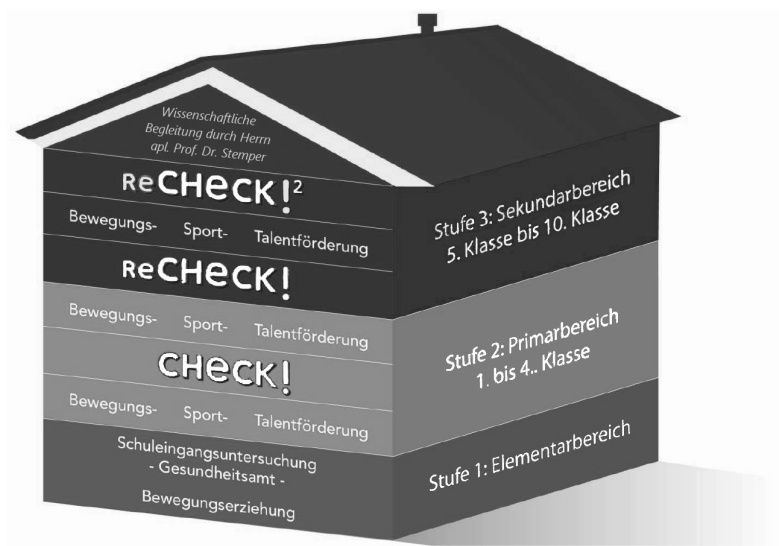 Wissenschaftliche
Begleitung durch Herrn
apl. Prof. Dr. Stemper
ReCHeCK!²
Bewegungs- Sport- Talentförderung
ReCHeCK!
Bewegungs- Sport- Talentförderung
CHeCK!
Bewegungs- Sport- Talentförderung
Schuleingangsuntersuchung
- Gesundheitsamt -
Bewegungserziehung
Stufe 3: Sekundarbereich
5. Klasse bis 10. Klasse
Stufe 2: Primarbereich
1. bis 4.. Klasse
Stufe 1: Elementarbereich